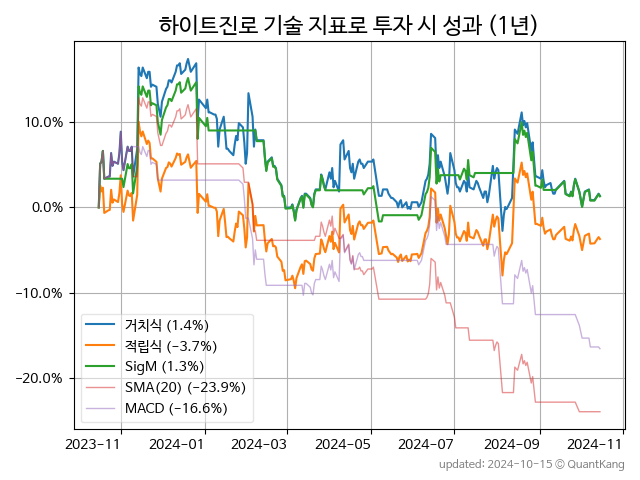 하이트진로 기술 지표로 투자 시 성과 (1년)
10.0%
0.0%
−10.0%
−20.0%
거치식 (1.4%)
적립식 (−3.7%)
SigM (1.3%)
SMA(20) (−23.9%)
MACD (−16.6%)
2023−11
2024−01
2024−03
2024−05
2024−07
2024−09
2024−11
updated: 2024-10-15 © QuantKang